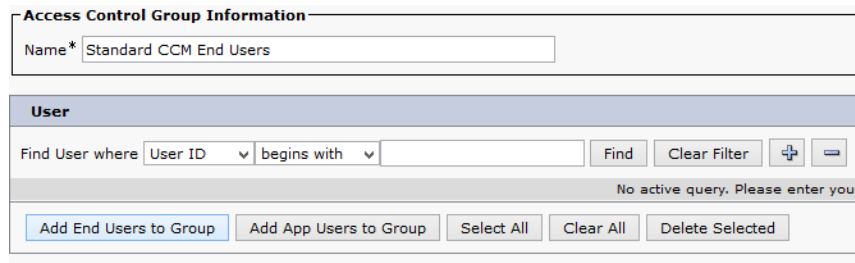 Access Control Group Information
Name* Standard CCM End Users
User
Find User where User ID begins with Find Clear Filter
No active query. Please enter you
Add End Users to Group Add App Users to Group Select All Clear All Delete Selected